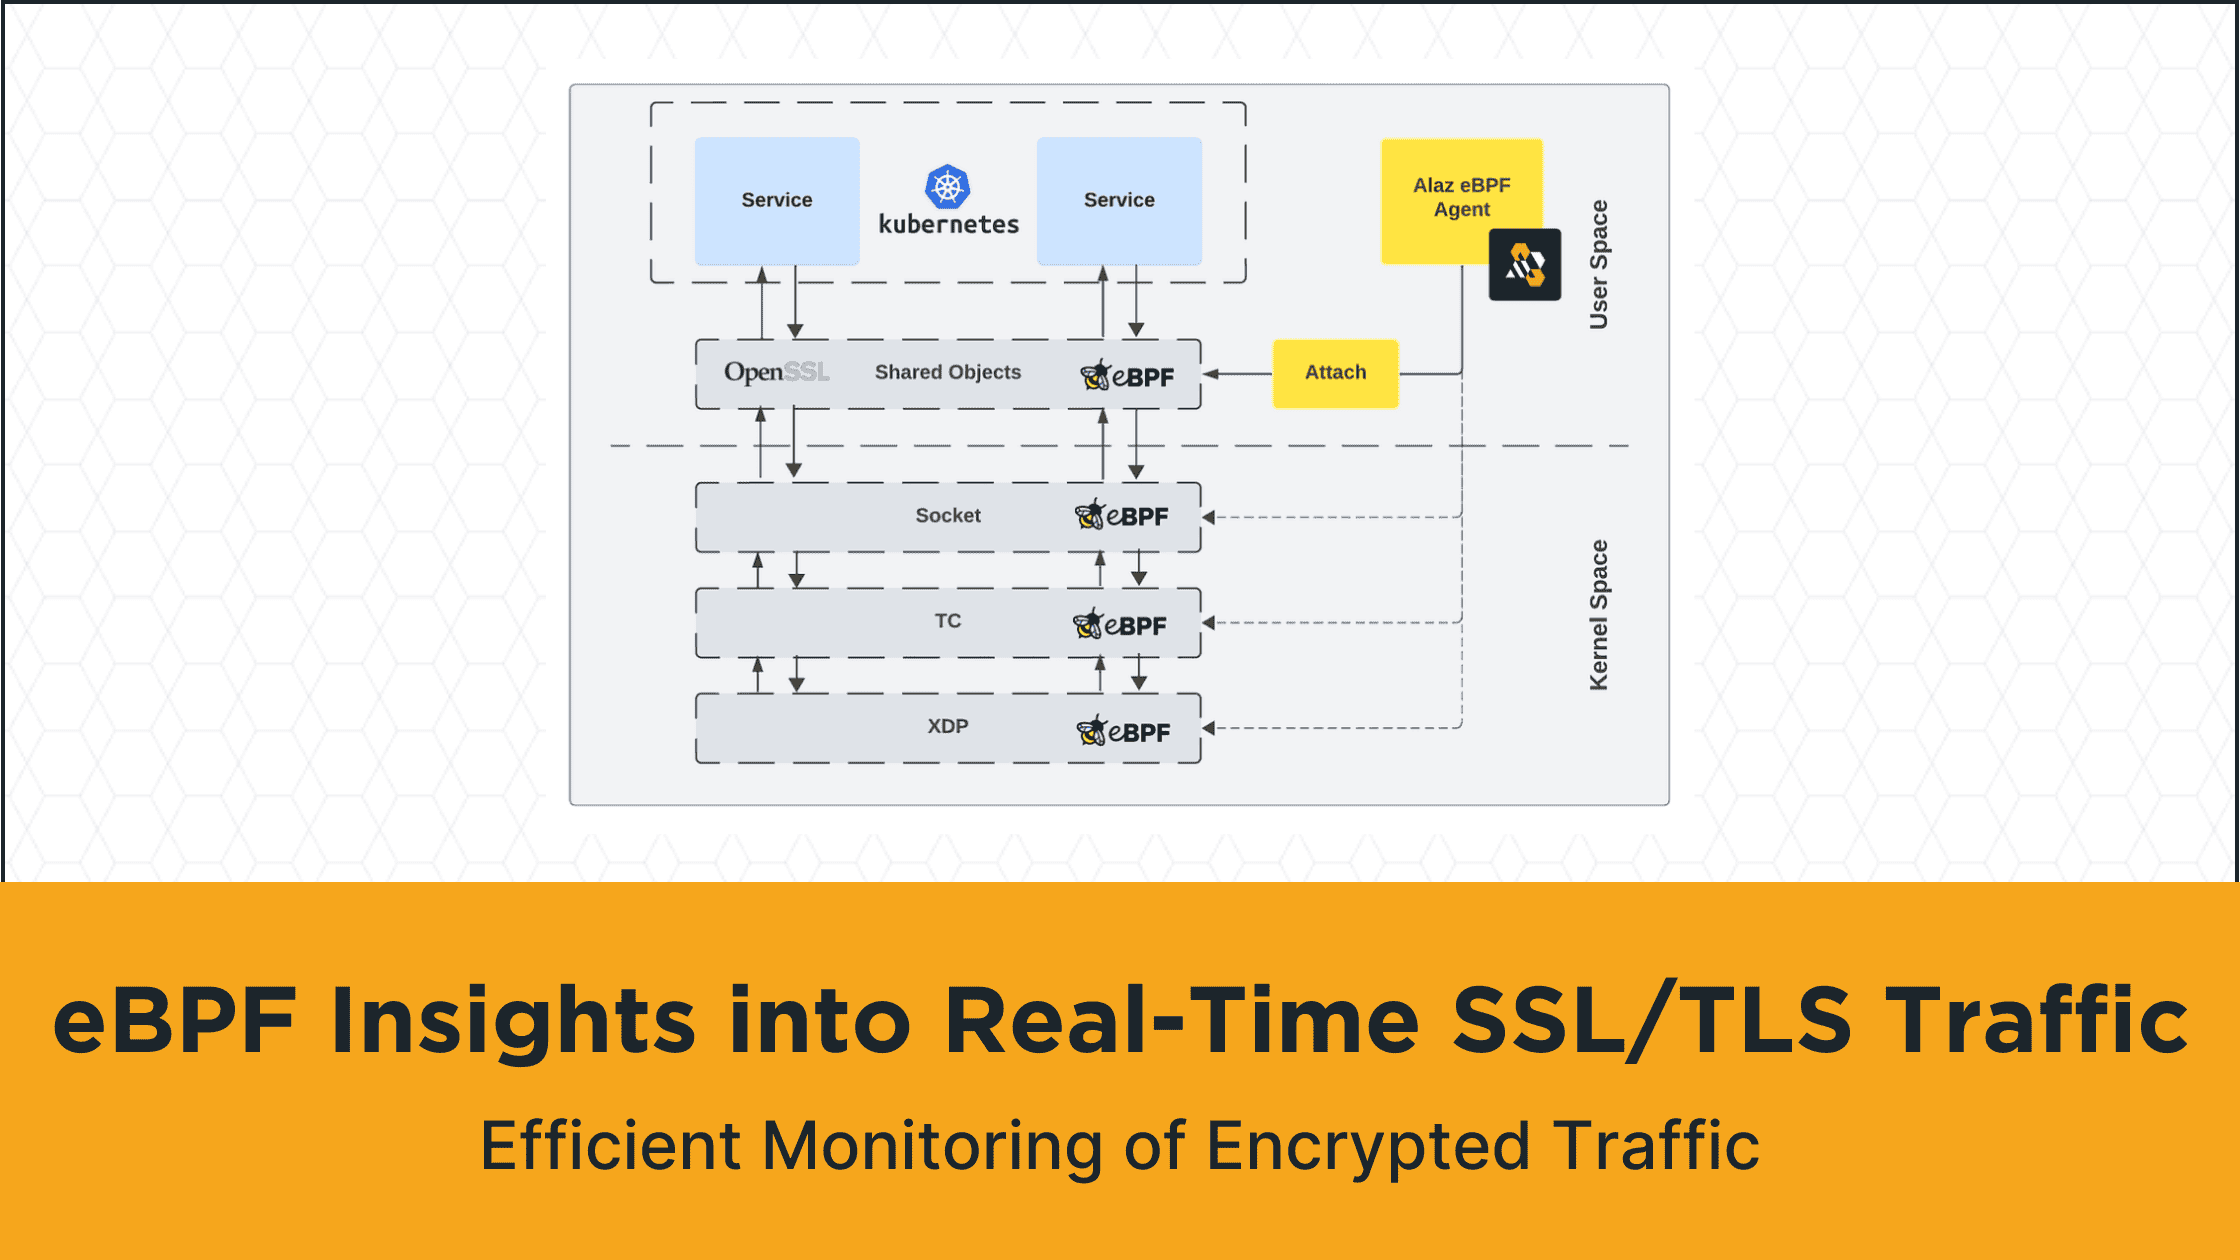 Service
kubernetes
Service
Alaz eBPF
Agent
User Space
OpenSSL
Shared Objects
eBPF
Attach
Socket
eBPF
Kernel Space
TC
eBPF
XDP
eBPF
eBPF Insights into Real-Time SSL/TLS Traffic
Efficient Monitoring of Encrypted Traffic